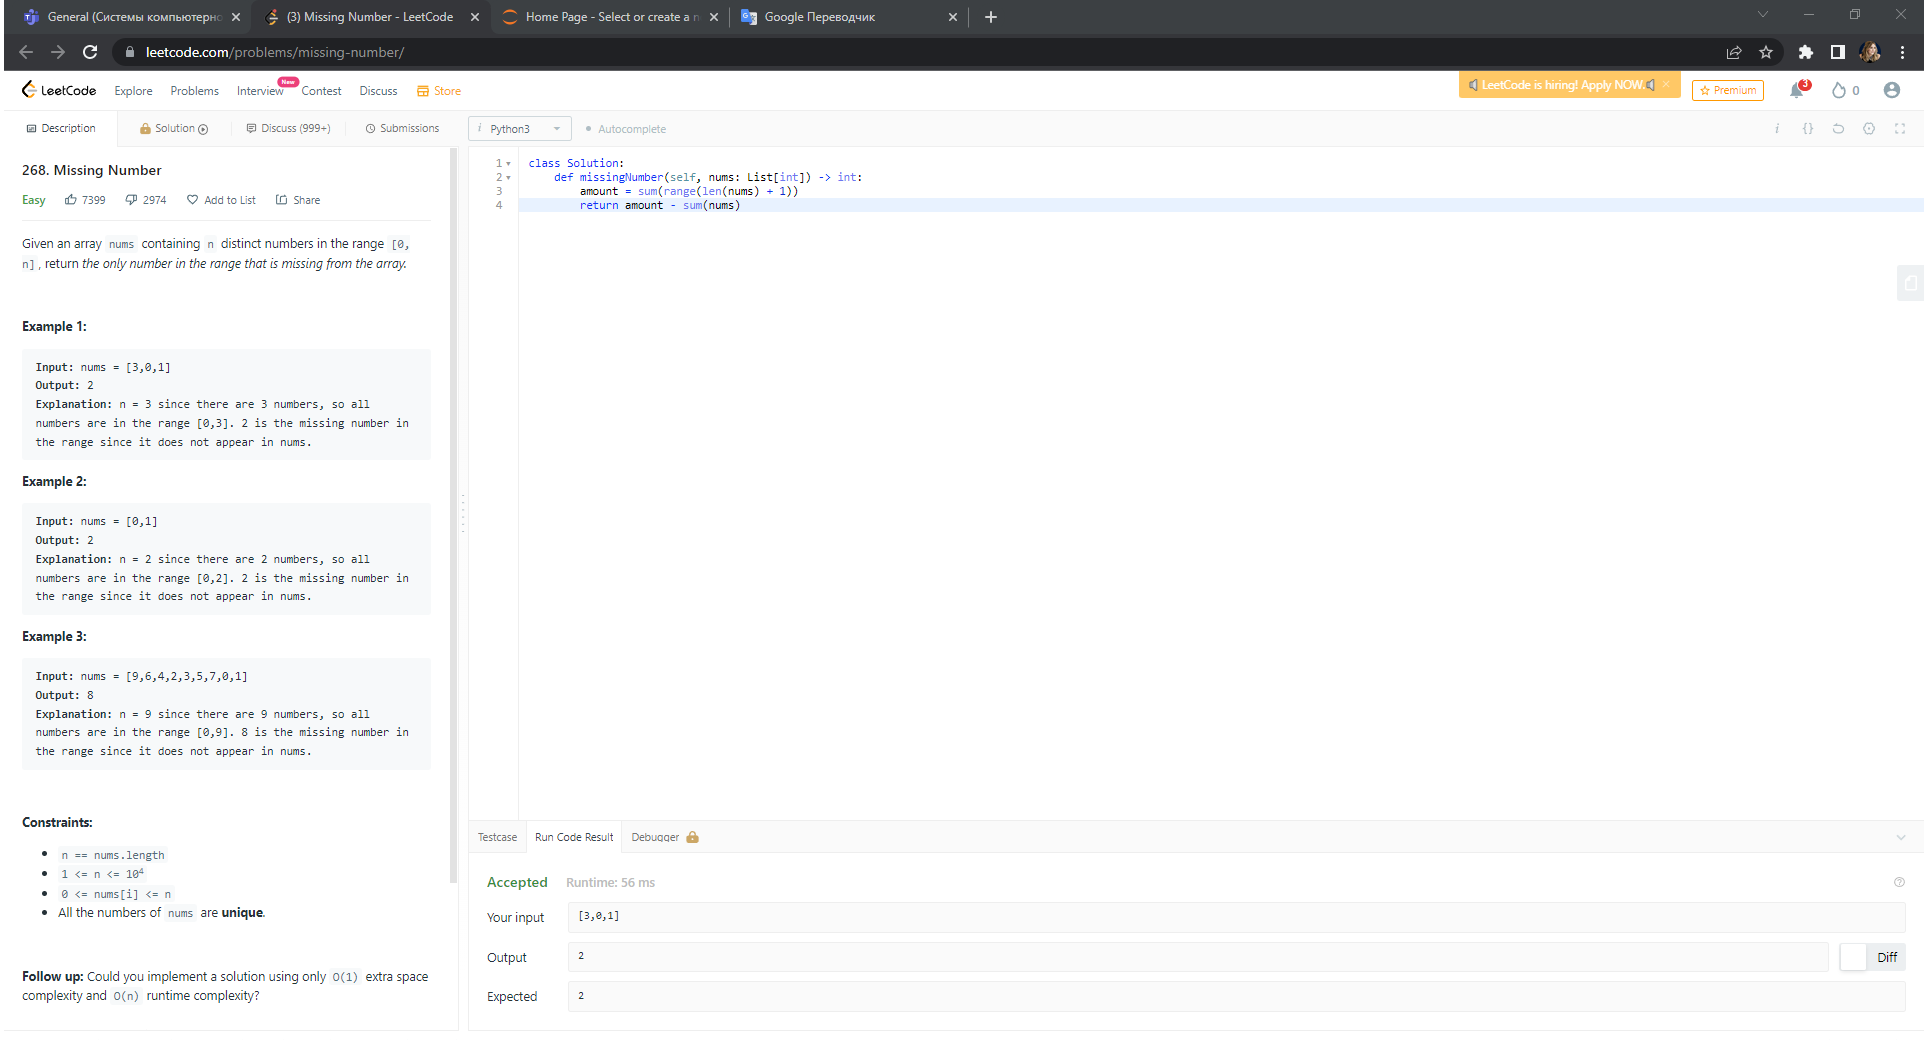 General (Системы компьютерно
(3) Missing Number - LeetCode
Home Page - Select or create a n
Google Переводчик
leetcode.com/problems/missing-number/
LeetCode Explore Problems Interview New Contest Discuss Store
LeetCode is hiring! Apply NOW.
Premium 3 0
Description Solution Discuss (999+) Submissions
i Python3 Autocomplete i {}
268. Missing Number
Easy 7399 2974 Add to List Share
Given an array nums containing n distinct numbers in the range [0,
n], return the only number in the range that is missing from the array.
Example 1:
Input: nums = [3,0,1]
Output: 2
Explanation: n = 3 since there are 3 numbers, so all
numbers are in the range [0,3]. 2 is the missing number in
the range since it does not appear in nums.
Example 2:
Input: nums = [0,1]
Output: 2
Explanation: n = 2 since there are 2 numbers, so all
numbers are in the range [0,2]. 2 is the missing number in
the range since it does not appear in nums.
Example 3:
Input: nums = [9,6,4,2,3,5,7,0,1]
Output: 8
Explanation: n = 9 since there are 9 numbers, so all
numbers are in the range [0,9]. 8 is the missing number in
the range since it does not appear in nums.
Constraints:
• n == nums.length
• 1 <= n <= 10⁴
• 0 <= nums[i] <= n
• All the numbers of nums are unique.
Follow up: Could you implement a solution using only O(1) extra space
complexity and O(n) runtime complexity?
1 class Solution:
2 def missingNumber(self, nums: List[int]) -> int:
3 amount = sum(range(len(nums) + 1))
4 return amount - sum(nums)
Testcase Run Code Result Debugger
Accepted Runtime: 56 ms
Your input [3,0,1]
Output 2 Diff
Expected 2